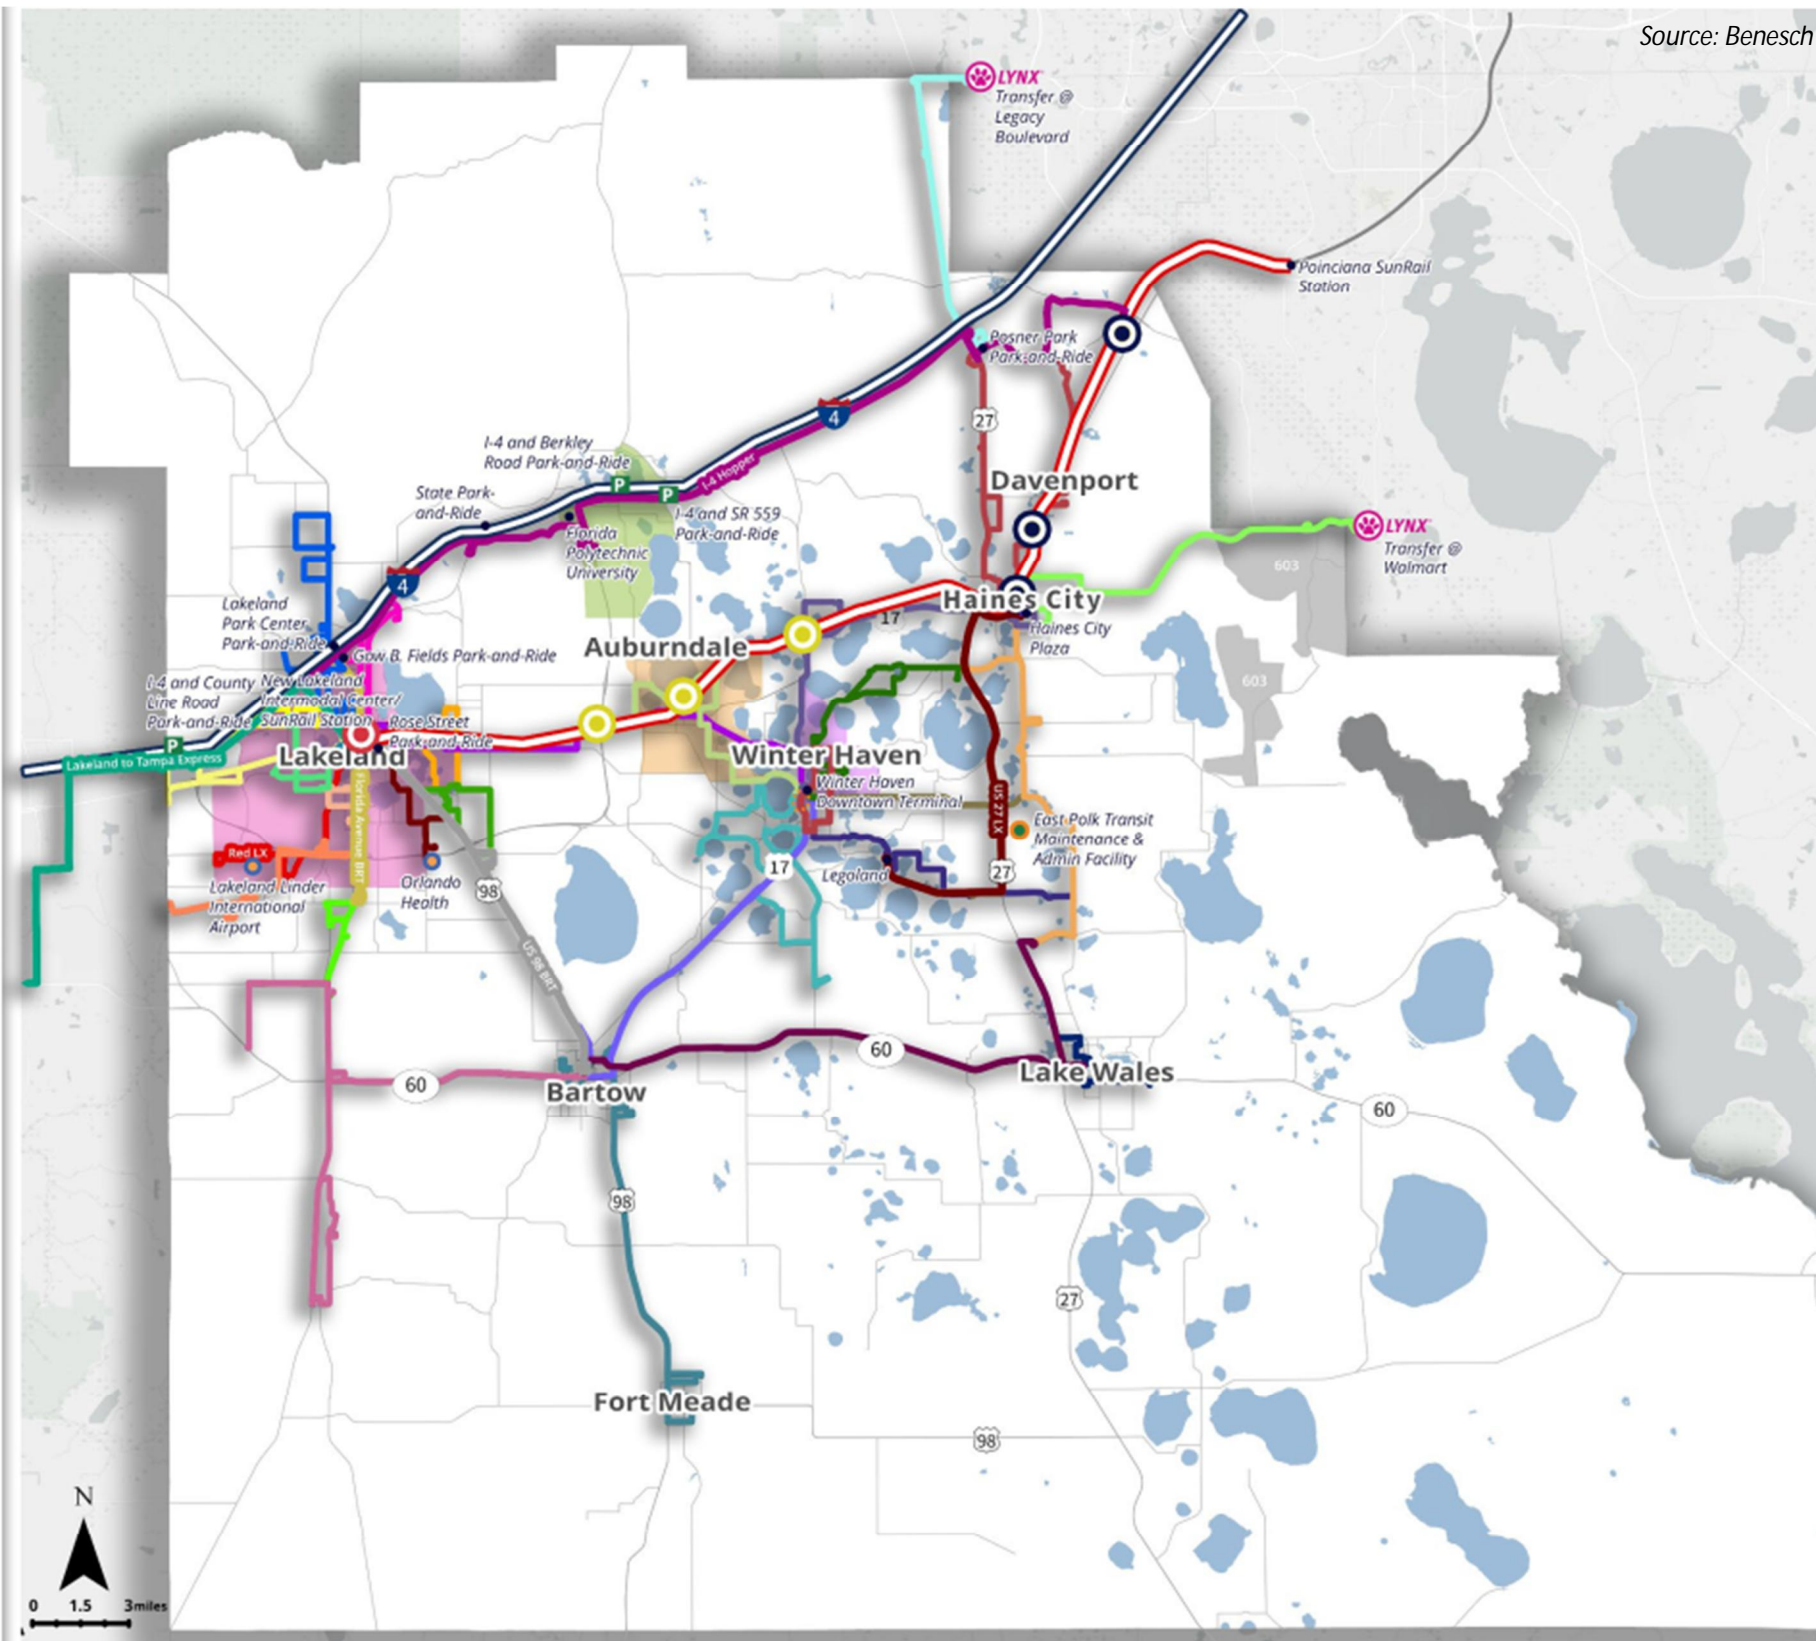 Source: Benesch
LYNX
Transfer @
Legacy
Boulevard
Poinciana SunRail
Station
Posner Park
Park-and-Ride
4
27
I-4 and Berkley
Road Park-and-Ride
P
P
I-4 Hopper
Davenport
State Park-
and-Ride
I-4 and SR 559
Park-and-Ride
Florida
Polytechnic
University
LYNX
Transfer @
Walmart
603
4
Haines City
17
Lakeland
Park Center
Park-and-Ride
Haines City
Plaza
Auburndale
Gow B. Fields Park-and-Ride
603
I-4 and County
Line Road
Park-and-Ride
New Lakeland
Intermodal Center/
SunRail Station
Rose Street
Park-and-Ride
P
Lakeland to Tampa Express
Lakeland
Winter Haven
Winter Haven
Downtown Terminal
Florida Avenue BRT
US 27 LX
East Polk Transit
Maintenance &
Admin Facility
Red LX
17
27
Legoland
Lakeland Linder
International
Airport
Orlando
Health
98
US 98 BRT
60
60
Lake Wales
Bartow
60
98
27
Fort Meade
98
N
0 1.5 3miles